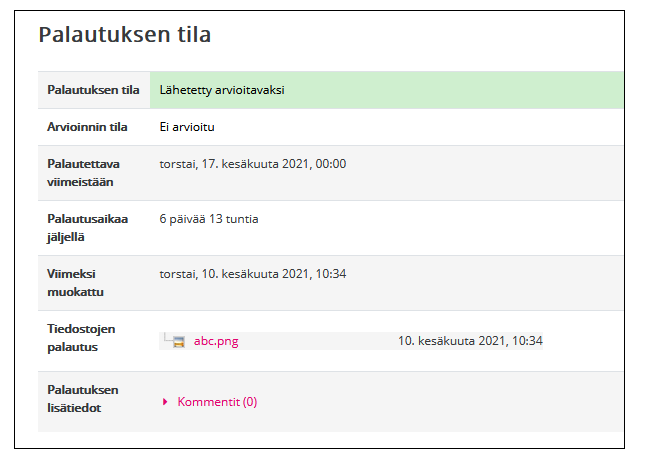 Palautuksen tila
Palautuksen tila Lähetetty arvioitavaksi
Arvioinnin tila Ei arvioitu
Palautettava viimeistään torstai, 17. kesäkuuta 2021, 00:00
Palautusaikaa jäljellä 6 päivää 13 tuntia
Viimeksi muokattu torstai, 10. kesäkuuta 2021, 10:34
Tiedostojen palautus abc.png 10. kesäkuuta 2021, 10:34
Palautuksen lisätiedot Kommentit (0)